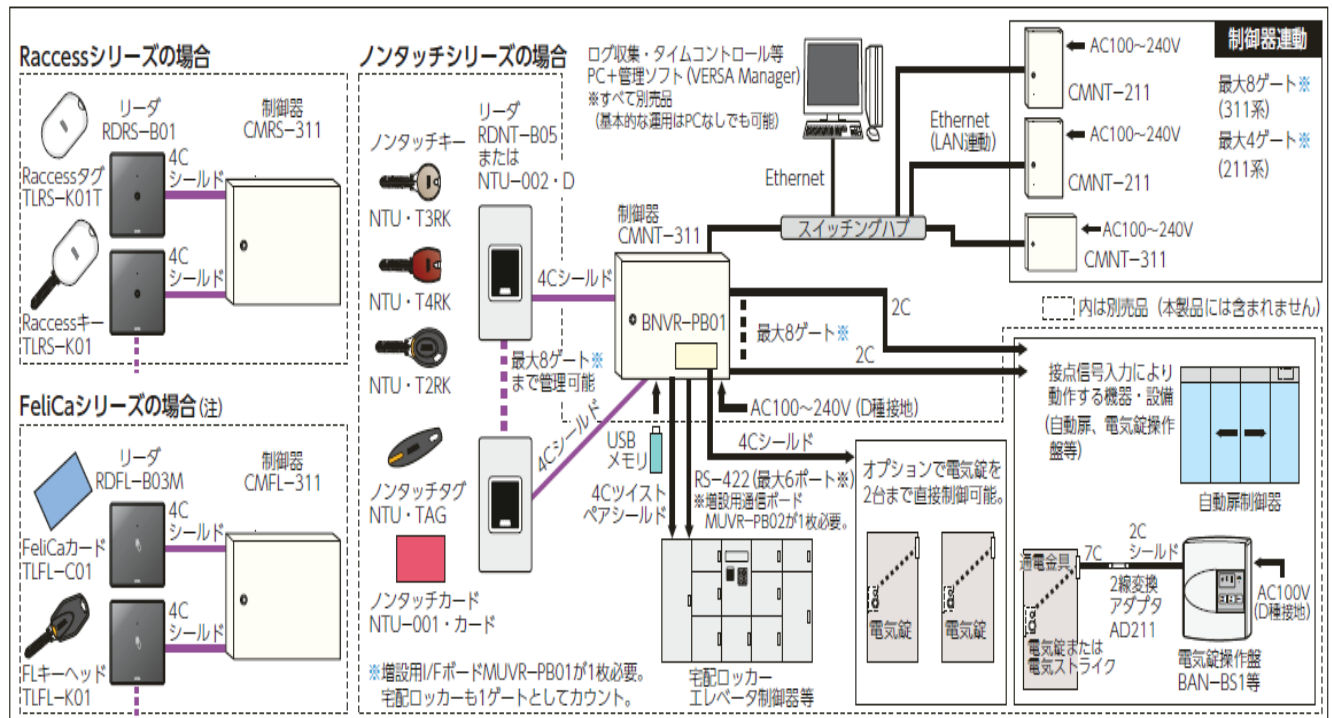 Raccessシリーズの場合
リーダ
RDRS−B01
制御器
CMRS−311
4C
シールド
Raccessタグ
TLRS−K01T
4C
シールド
Raccessキー
TLRS−K01
FeliCaシリーズの場合(注)
リーダ
RDFL−B03M
制御器
CMFL−311
4C
シールド
FeliCaカード
TLFL−C01
4C
シールド
FLキーヘッド
TLFL−K01
ノンタッチシリーズの場合
ノンタッチキー
NTU・T3RK
NTU・T4RK
NTU・T2RK
ノンタッチタグ
NTU・TAG
ノンタッチカード
NTU−001・カード
リーダ
RDNT−B05
または
NTU−002・D
最大8ゲート※
まで管理可能
4Cシールド
4Cシールド
ログ収集・タイムコントロール等
PC+管理ソフト(VERSA Manager)
※すべて別売品
(基本的な運用はPCなしでも可能)
Ethernet
スイッチングハブ
Ethernet
(LAN連動)
制御器
CMNT−311
BNVR−PB01
最大8ゲート※
2C
2C
AC100〜240V(D種接地)
USB
メモリ
4Cツイスト
ペアシールド
4Cシールド
RS−422(最大6ポート※)
※増設用通信ボード
MUVR−PB02が1枚必要。
宅配ロッカー
エレベータ制御器等
※増設用I/FボードMUVR−PB01が1枚必要。
宅配ロッカーも1ゲートとしてカウント。
制御器連動
AC100〜240V
CMNT−211
最大8ゲート※
(311系)
AC100〜240V
最大4ゲート※
(211系)
CMNT−211
AC100〜240V
CMNT−311
内は別売品(本製品には含まれません)
オプションで電気錠を
2台まで直接制御可能。
電気錠
電気錠
接点信号入力により
動作する機器・設備
(自動扉、電気錠操作
盤等)
自動扉制御器
通電金具
7C
2C
シールド
2線変換
アダプタ
AD211
AC100V
(D種接地)
電気錠または
電気ストライク
電気錠操作盤
BAN−BS1等